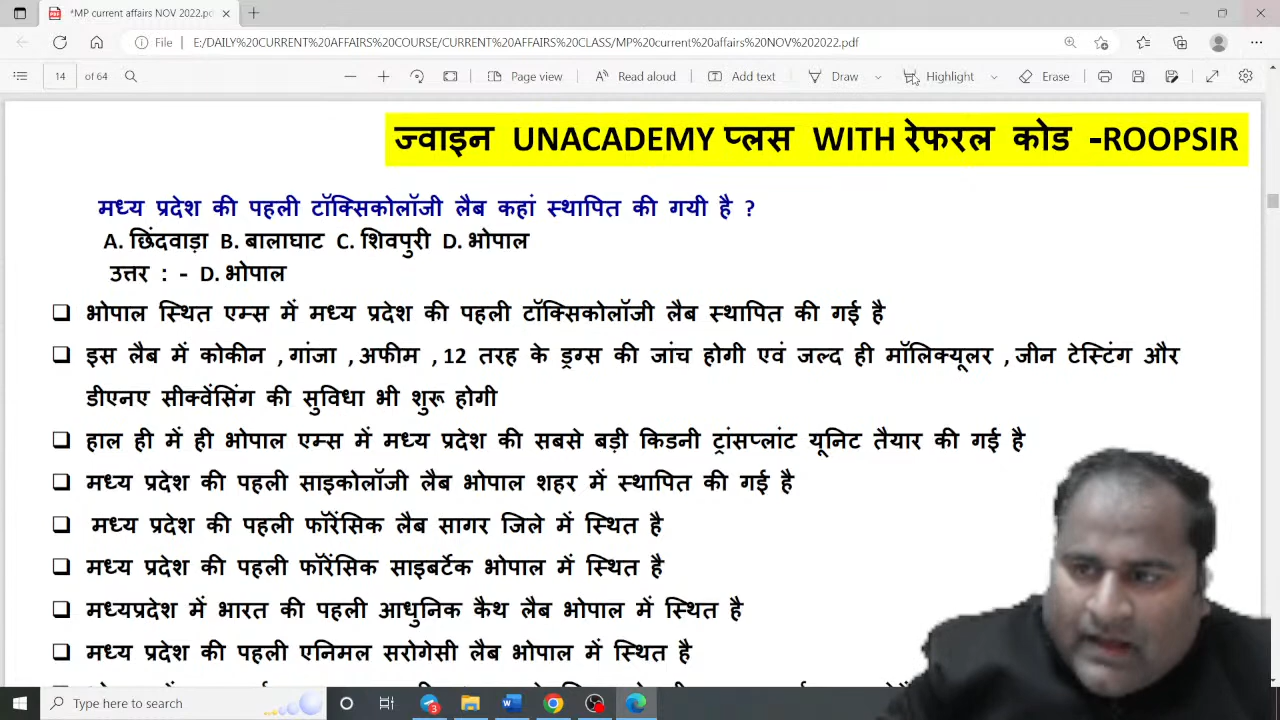 *MP current affairs NOV 2022.pd
File E:/DAILY%20CURRENT%20AFFAIRS%20COURSE/CURRENT%20AFFAIRS%20CLASS/MP%20current%20affairs%20NOV%202022.pdf
14 of 64 Page view Read aloud Add text Draw Highlight Erase
ज्वाइन UNACADEMY प्लस WITH रेफरल कोड -ROOPSIR
मध्य प्रदेश की पहली टॉक्सिकोलॉजी लैब कहां स्थापित की गयी है ?
A. छिंदवाड़ा B. बालाघाट C. शिवपुरी D. भोपाल
उत्तर : - D. भोपाल
❑ भोपाल स्थित एम्स में मध्य प्रदेश की पहली टॉक्सिकोलॉजी लैब स्थापित की गई है
❑ इस लैब में कोकीन ,गांजा ,अफीम , 12 तरह के ड्रग्स की जांच होगी एवं जल्द ही मॉलिक्यूलर , जीन टेस्टिंग और
डीएनए सीक्वेंसिंग की सुविधा भी शुरू होगी
❑ हाल ही में ही भोपाल एम्स में मध्य प्रदेश की सबसे बड़ी किडनी ट्रांसप्लांट यूनिट तैयार की गई है
❑ मध्य प्रदेश की पहली साइकोलॉजी लैब भोपाल शहर में स्थापित की गई है
❑ मध्य प्रदेश की पहली फॉरेंसिक लैब सागर जिले में स्थित है
❑ मध्य प्रदेश की पहली फॉरेंसिक साइबर्टेक भोपाल में स्थित है
❑ मध्यप्रदेश में भारत की पहली आधुनिक कैथ लैब भोपाल में स्थित है
❑ मध्य प्रदेश की पहली एनिमल सरोगेसी लैब भोपाल में स्थित है
Type here to search 3